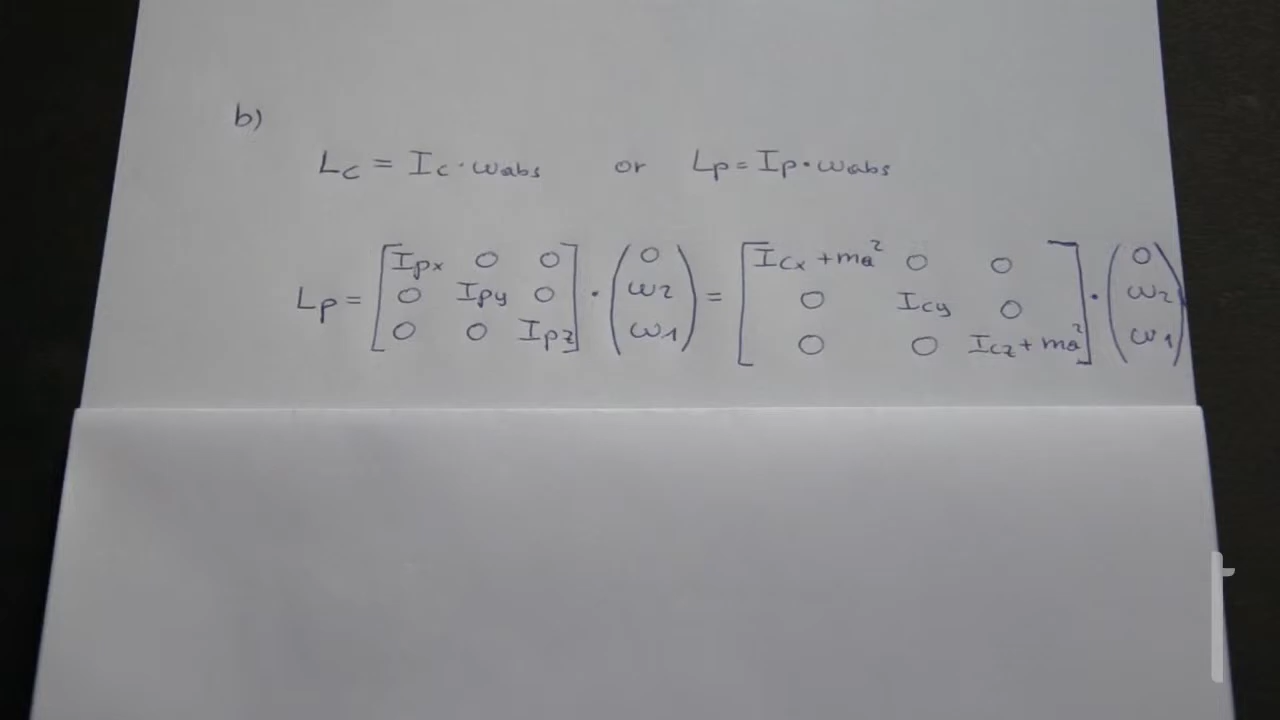 b)
Lc = Ic · ωabs or Lp = Ip · ωabs
Lp = [Ipx 0 0; 0 Ipy 0; 0 0 Ipz] · (0; ω2; ω1) = [Icx + ma² 0 0; 0 Icy 0; 0 0 Icz + ma²] · (0; ω2; ω1)